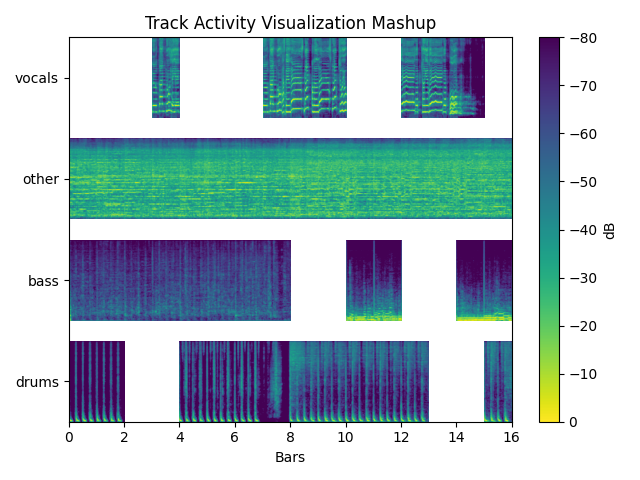 Track Activity Visualization Mashup
vocals
other
bass
drums
0 2 4 6 8 10 12 14 16
Bars
−80
−70
−60
−50
−40
−30
−20
−10
0
dB